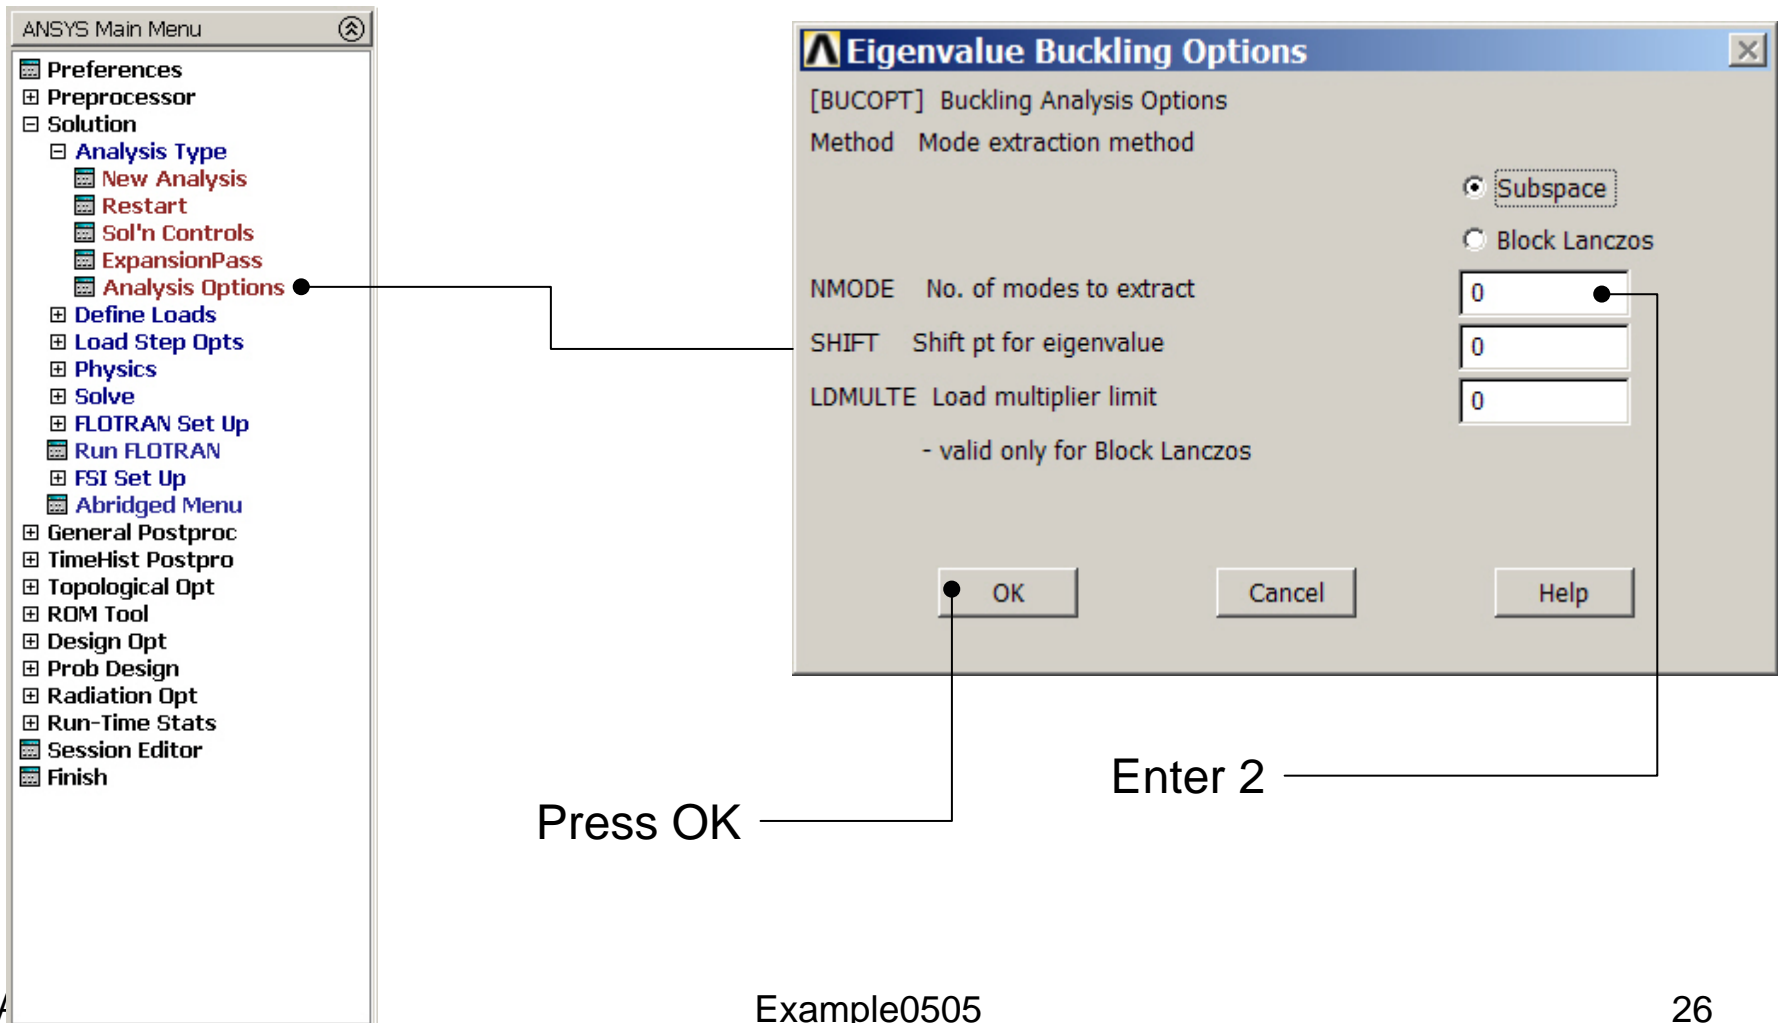 ANSYS Main Menu
Preferences
Preprocessor
Solution
Analysis Type
New Analysis
Restart
Sol'n Controls
ExpansionPass
Analysis Options
Define Loads
Load Step Opts
Physics
Solve
FLOTRAN Set Up
Run FLOTRAN
FSI Set Up
Abridged Menu
General Postproc
TimeHist Postpro
Topological Opt
ROM Tool
Design Opt
Prob Design
Radiation Opt
Run-Time Stats
Session Editor
Finish
Eigenvalue Buckling Options
[BUCOPT] Buckling Analysis Options
Method Mode extraction method
Subspace
Block Lanczos
NMODE No. of modes to extract 0
SHIFT Shift pt for eigenvalue 0
LDMULTE Load multiplier limit 0
- valid only for Block Lanczos
OK Cancel Help
Enter 2
Press OK
Example0505 26